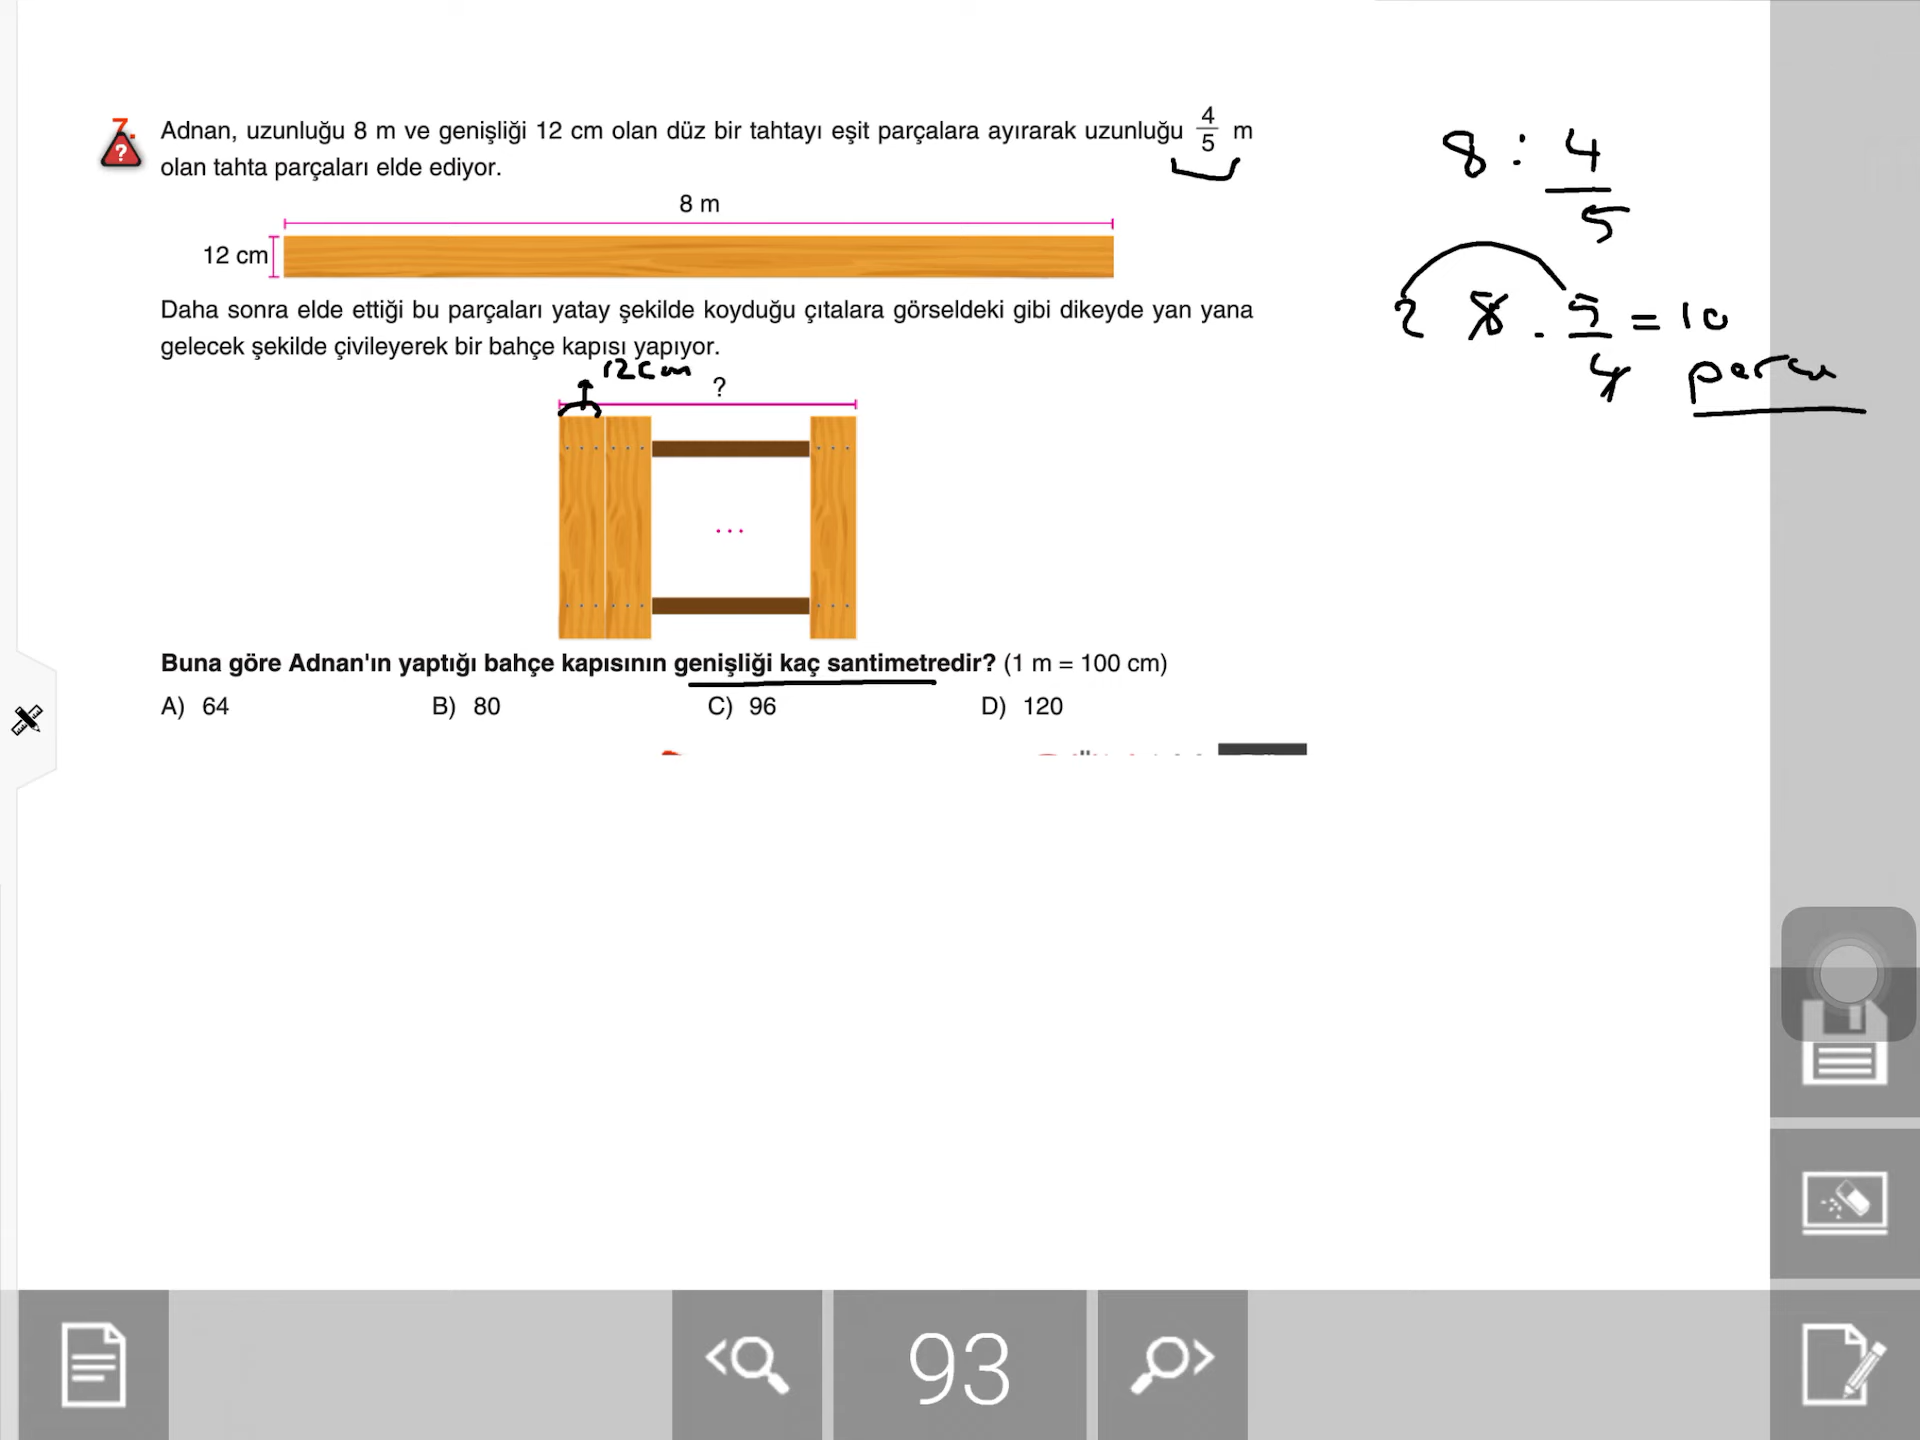 7. Adnan, uzunluğu 8 m ve genişliği 12 cm olan düz bir tahtayı eşit parçalara ayırarak uzunluğu 4/5 m
olan tahta parçaları elde ediyor.
8 m
12 cm
Daha sonra elde ettiği bu parçaları yatay şekilde koyduğu çıtalara görseldeki gibi dikeyde yan yana
gelecek şekilde çivileyerek bir bahçe kapısı yapıyor.
12cm
?
...
Buna göre Adnan'ın yaptığı bahçe kapısının genişliği kaç santimetredir? (1 m = 100 cm)
A) 64 B) 80 C) 96 D) 120
8 : 4/5
2 8 . 5/4 = 10
parça
93